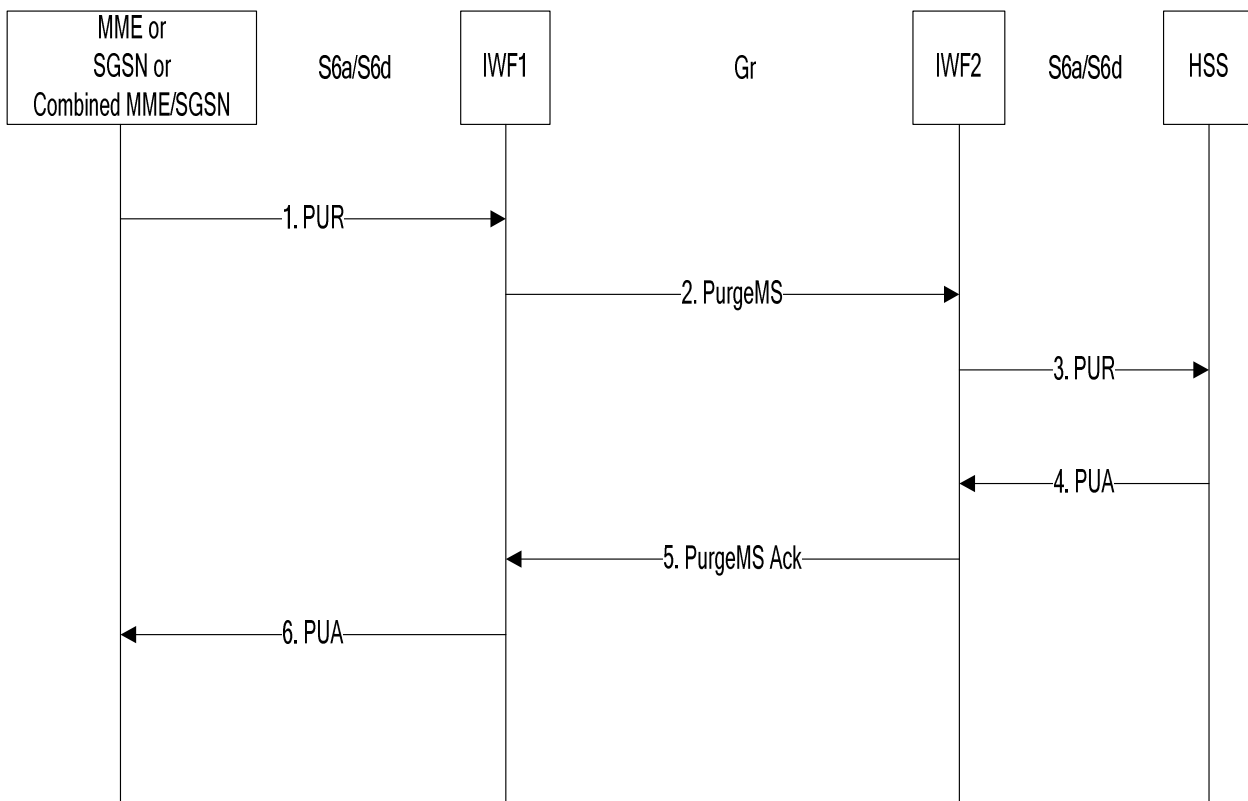 MME or
SGSN or
Combined MME/SGSN
S6a/S6d
IWF1
Gr
IWF2
S6a/S6d
HSS
1. PUR
2. PurgeMS
3. PUR
4. PUA
5. PurgeMS Ack
6. PUA